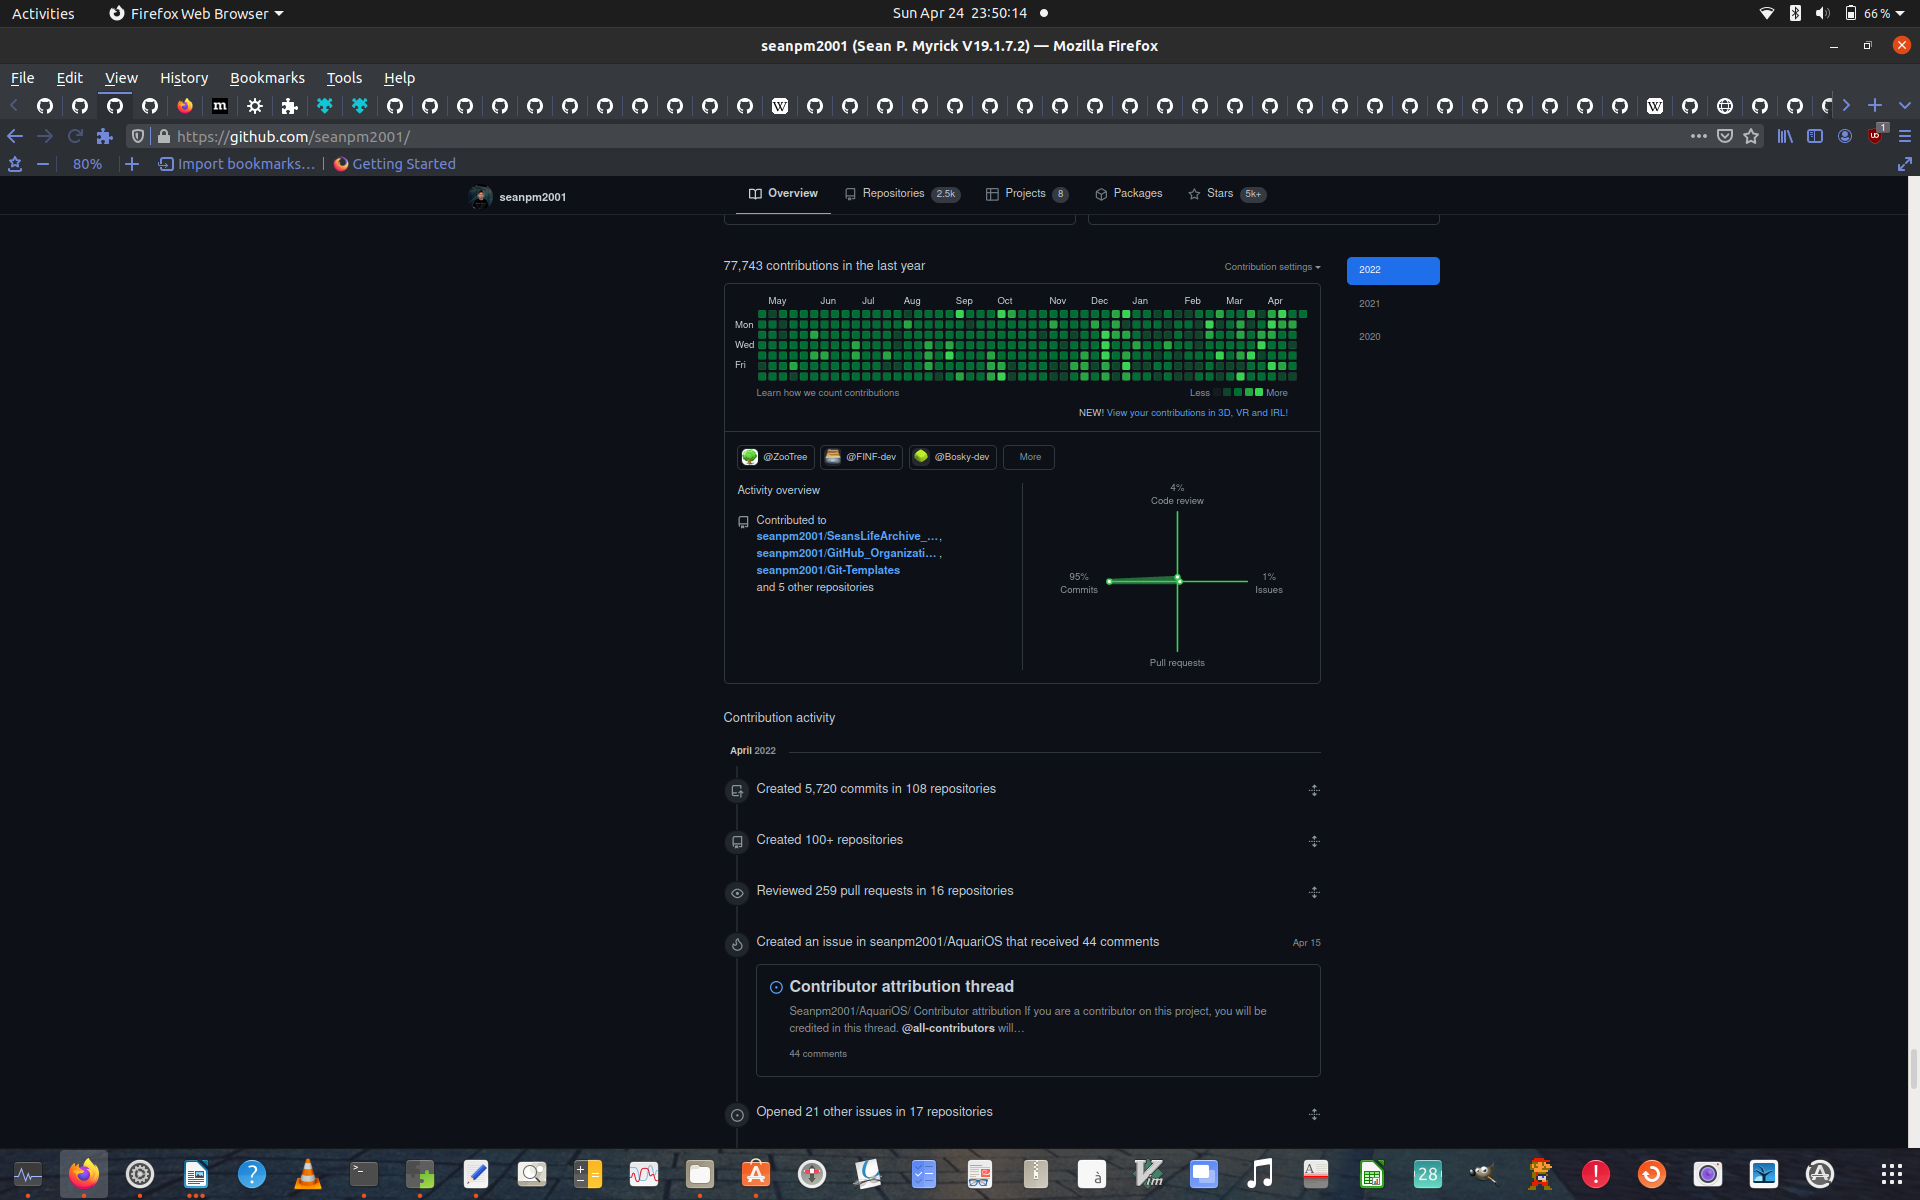 Activities
Firefox Web Browser
Sun Apr 24 23:50:14
66 %
seanpm2001 (Sean P. Myrick V19.1.7.2) — Mozilla Firefox
File Edit View History Bookmarks Tools Help
https://github.com/seanpm2001/
80% Import bookmarks... Getting Started
seanpm2001
Overview Repositories 2.5k Projects 8 Packages Stars 5k+
77,743 contributions in the last year
Contribution settings
2022
2021
2020
May Jun Jul Aug Sep Oct Nov Dec Jan Feb Mar Apr
Mon
Wed
Fri
Learn how we count contributions
Less More
NEW! View your contributions in 3D, VR and IRL!
@ZooTree @FINF-dev @Bosky-dev More
Activity overview
Contributed to
seanpm2001/SeansLifeArchive_…,
seanpm2001/GitHub_Organizati… ,
seanpm2001/Git-Templates
and 5 other repositories
4%
Code review
95%
Commits
1%
Issues
Pull requests
Contribution activity
April 2022
Created 5,720 commits in 108 repositories
Created 100+ repositories
Reviewed 259 pull requests in 16 repositories
Created an issue in seanpm2001/AquariOS that received 44 comments
Apr 15
Contributor attribution thread
Seanpm2001/AquariOS/ Contributor attribution If you are a contributor on this project, you will be
credited in this thread. @all-contributors will…
44 comments
Opened 21 other issues in 17 repositories
28